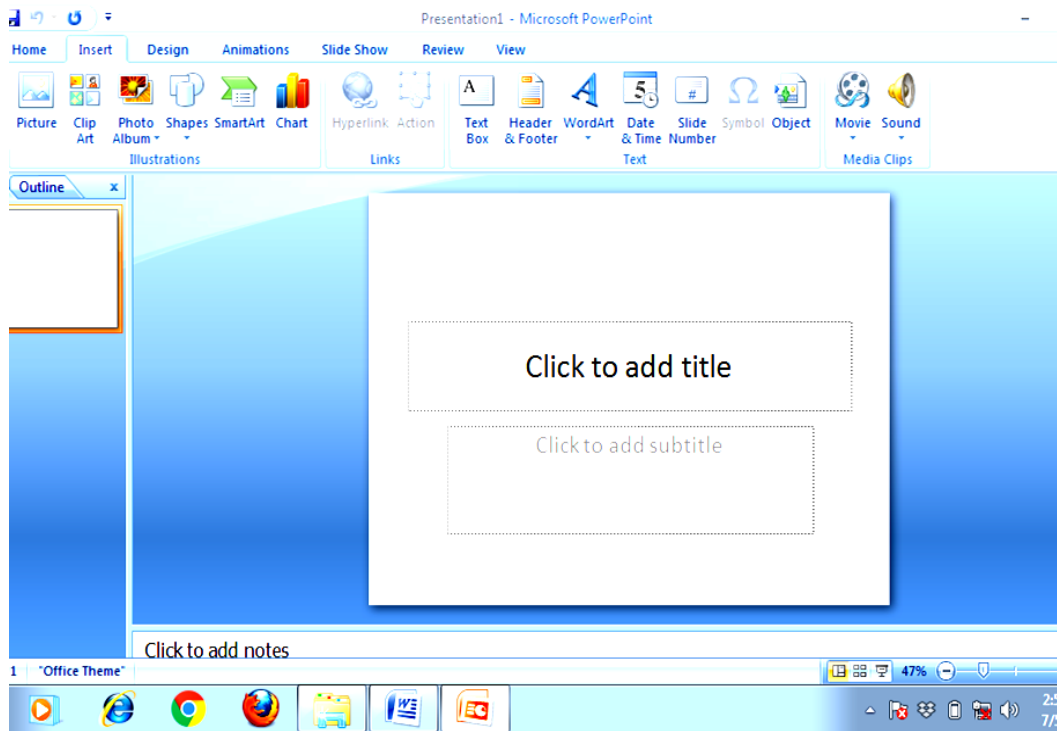 Presentation1 - Microsoft PowerPoint
Home Insert Design Animations Slide Show Review View
Picture Clip Art Photo Album Shapes SmartArt Chart Hyperlink Action Text Box Header & Footer WordArt Date & Time Slide Number Symbol Object Movie Sound
Illustrations Links Text Media Clips
Outline x
Click to add title
Click to add subtitle
Click to add notes
1 "Office Theme" 47%